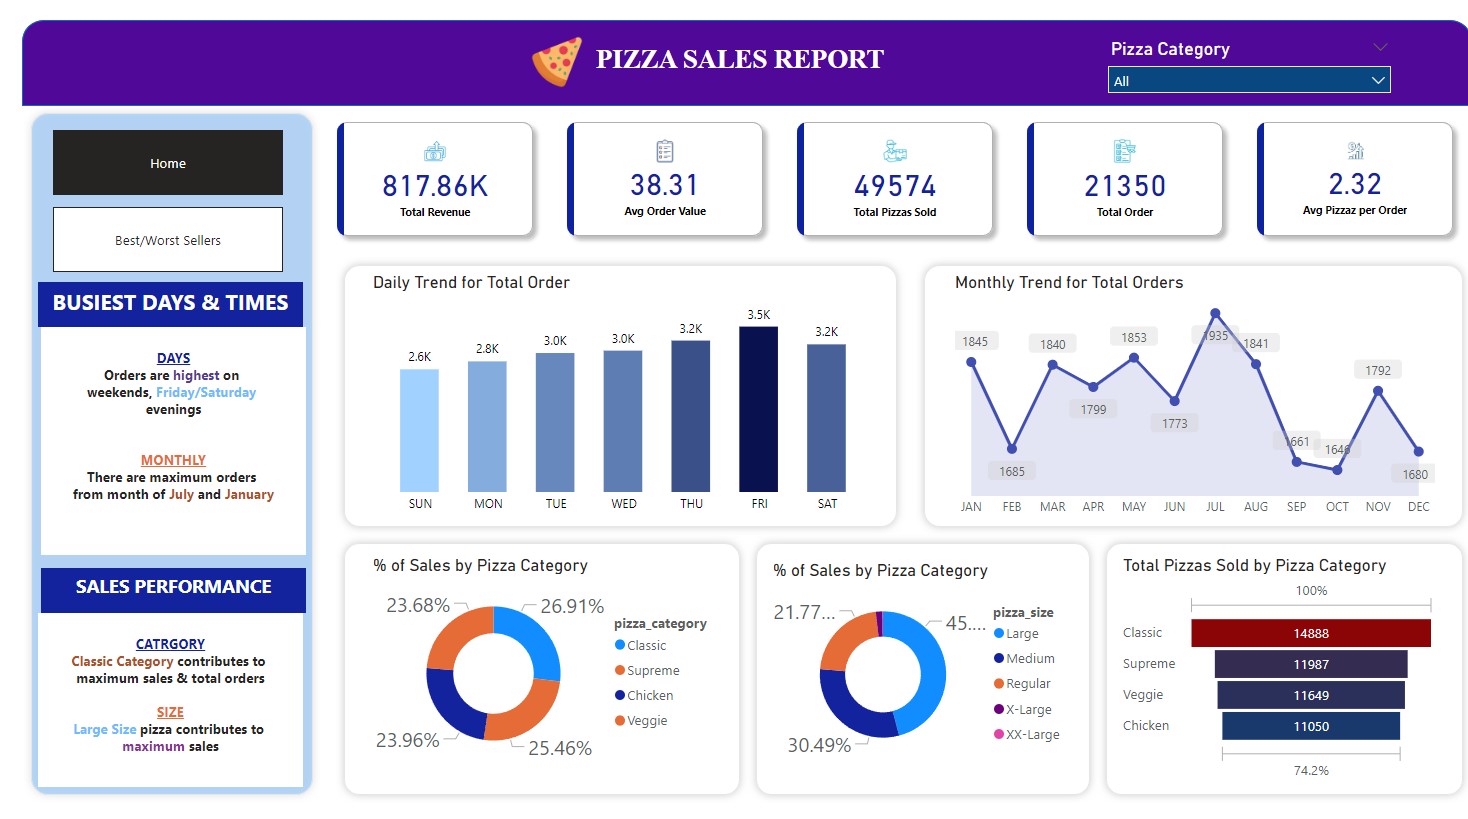 PIZZA SALES REPORT
Pizza Category
All
Home
Best/Worst Sellers
BUSIEST DAYS & TIMES
DAYS
Orders are highest on
weekends, Friday/Saturday
evenings
MONTHLY
There are maximum orders
from month of July and January
SALES PERFORMANCE
CATRGORY
Classic Category contributes to
maximum sales & total orders
SIZE
Large Size pizza contributes to
maximum sales
817.86K
Total Revenue
38.31
Avg Order Value
49574
Total Pizzas Sold
21350
Total Order
2.32
Avg Pizzaz per Order
Daily Trend for Total Order
2.6K
2.8K
3.0K
3.0K
3.2K
3.5K
3.2K
SUN MON TUE WED THU FRI SAT
Monthly Trend for Total Orders
1845
1685
1840
1799
1853
1773
1935
1841
1661
1646
1792
1680
JAN FEB MAR APR MAY JUN JUL AUG SEP OCT NOV DEC
% of Sales by Pizza Category
23.68%
26.91%
23.96%
25.46%
pizza_category
Classic
Supreme
Chicken
Veggie
% of Sales by Pizza Category
21.77...
45....
30.49%
pizza_size
Large
Medium
Regular
X-Large
XX-Large
Total Pizzas Sold by Pizza Category
100%
Classic 14888
Supreme 11987
Veggie 11649
Chicken 11050
74.2%